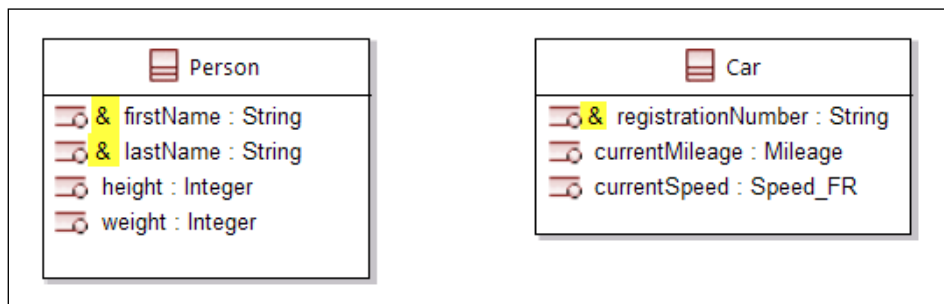 Person
& firstName : String
& lastName : String
height : Integer
weight : Integer
Car
& registrationNumber : String
currentMileage : Mileage
currentSpeed : Speed_FR